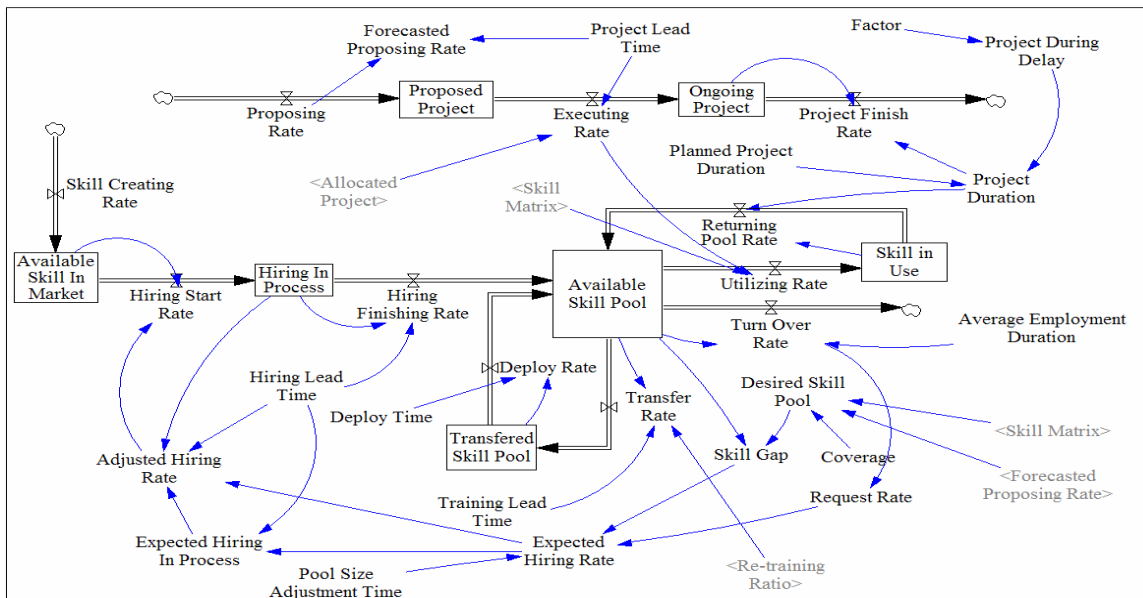 Forecasted
Proposing Rate
Project Lead
Time
Factor
Project During
Delay
Proposed
Project
Ongoing
Project
Proposing
Rate
Executing
Rate
Project Finish
Rate
Planned Project
Duration
Project
Duration
<Allocated
Project>
<Skill
Matrix>
Skill Creating
Rate
Returning
Pool Rate
Skill in
Use
Available
Skill In
Market
Hiring In
Process
Hiring Start
Rate
Hiring
Finishing Rate
Available
Skill Pool
Utilizing Rate
Turn Over
Rate
Average Employment
Duration
Hiring Lead
Time
Deploy Rate
Deploy Time
Transfer
Rate
Desired Skill
Pool
<Skill Matrix>
Transfered
Skill Pool
Adjusted Hiring
Rate
Skill Gap
Coverage
<Forecasted
Proposing Rate>
Training Lead
Time
Request Rate
Expected Hiring
In Process
Expected
Hiring Rate
Pool Size
Adjustment Time
<Re-training
Ratio>